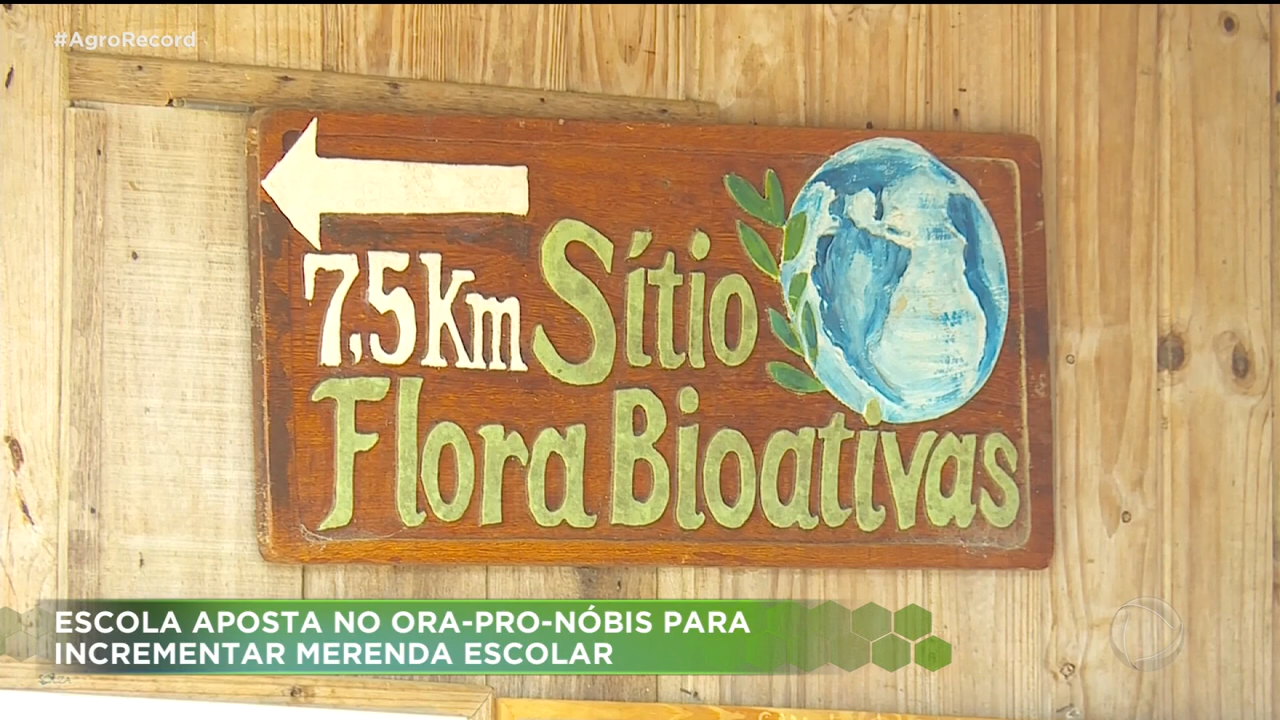 #AgroRecord
7,5Km Sítio
Flora Bioativas
ESCOLA APOSTA NO ORA-PRO-NÓBIS PARA
INCREMENTAR MERENDA ESCOLAR